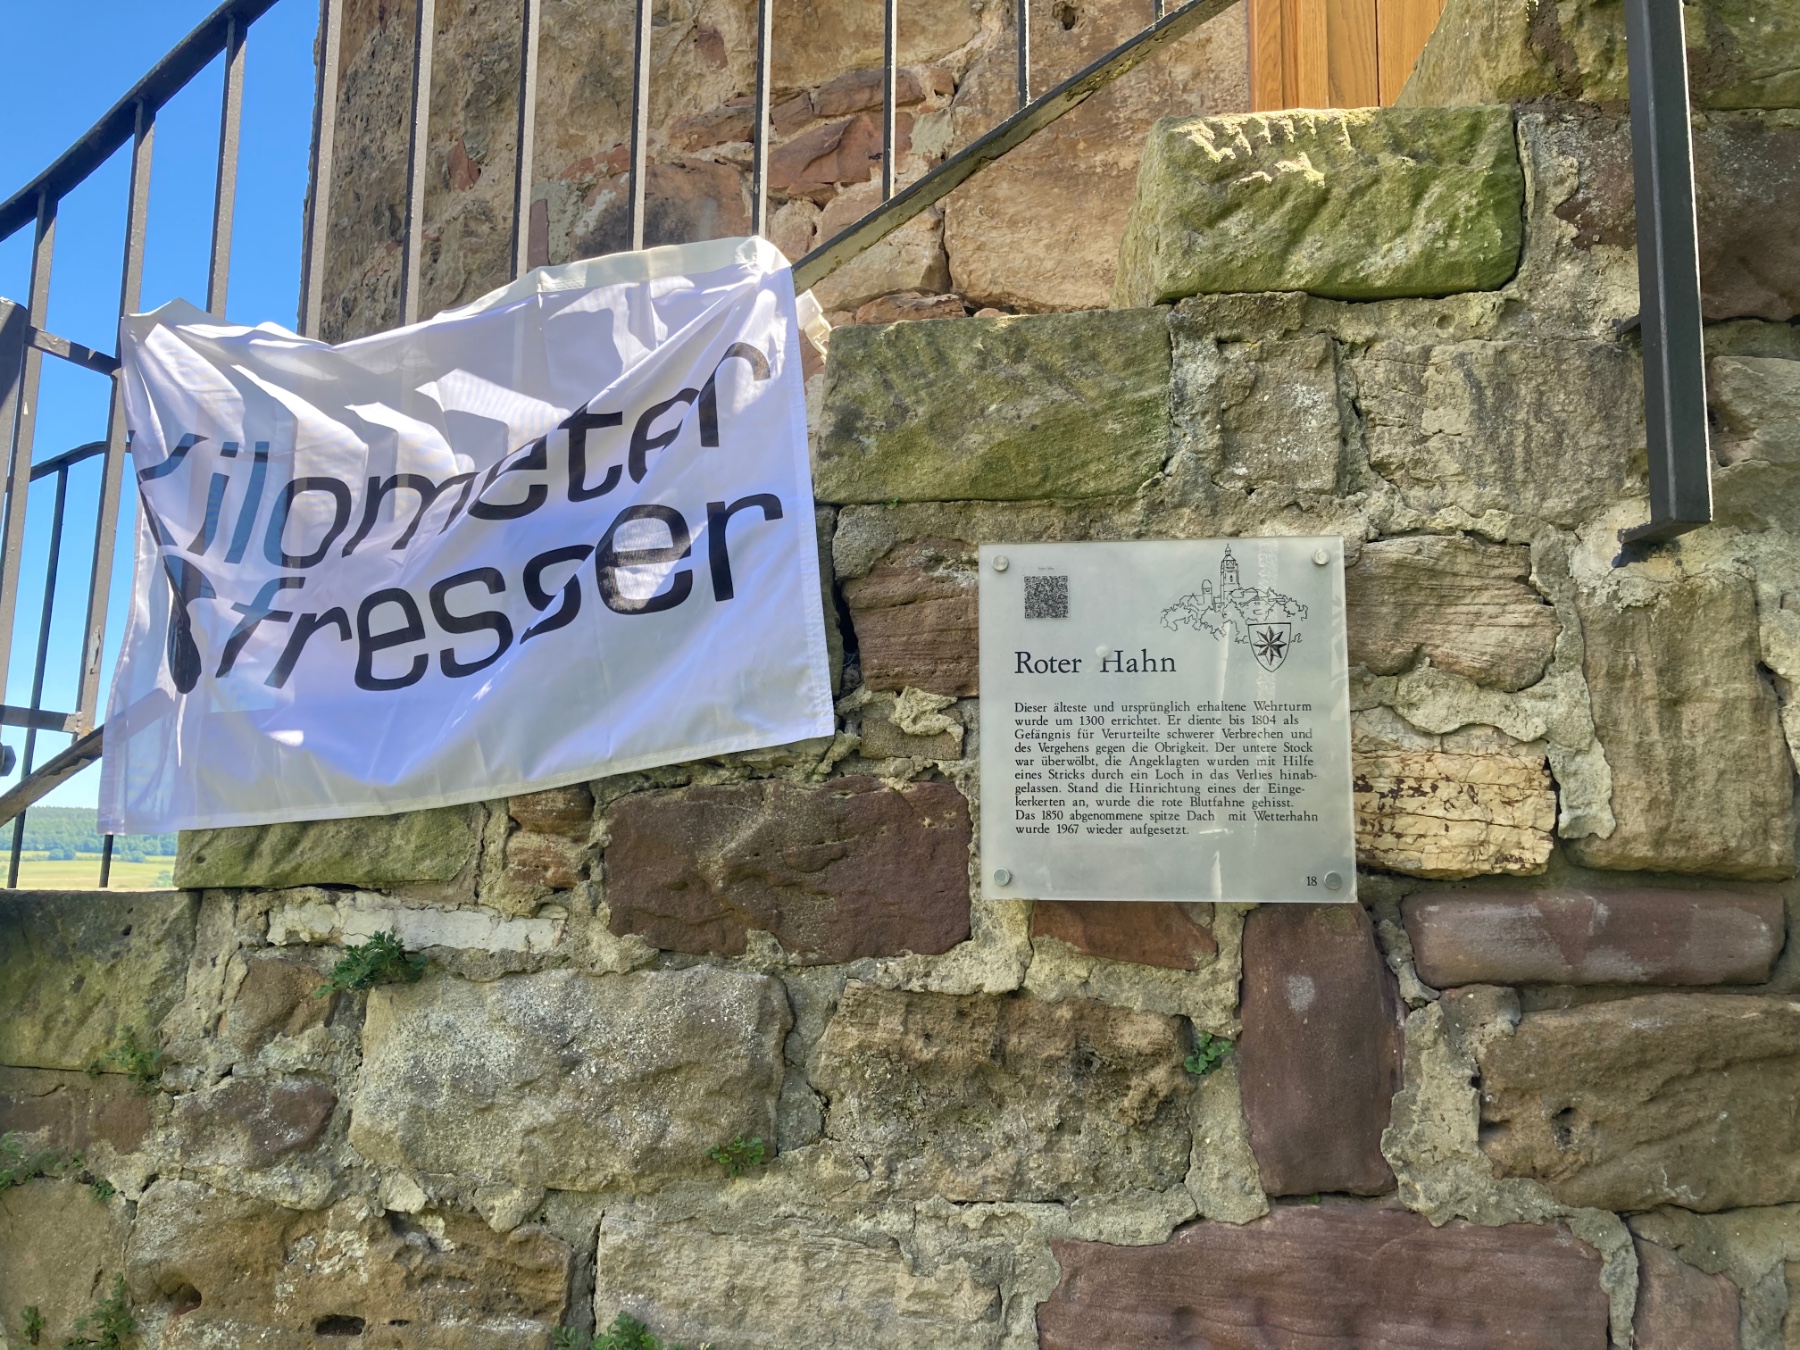 Kilometer
fresser
Roter Hahn
Dieser älteste und ursprünglich erhaltene Wehrturm
wurde um 1300 errichtet. Er diente bis 1804 als
Gefängnis für Verurteilte schwerer Verbrechen und
des Vergehens gegen die Obrigkeit. Der untere Stock
war überwölbt, die Angeklagten wurden mit Hilfe
eines Stricks durch ein Loch in das Verlies hinab-
gelassen. Stand die Hinrichtung eines der Einge-
kerkerten an, wurde die rote Blutfahne gehisst.
Das 1850 abgenommene spitze Dach mit Wetterhahn
wurde 1967 wieder aufgesetzt.
18